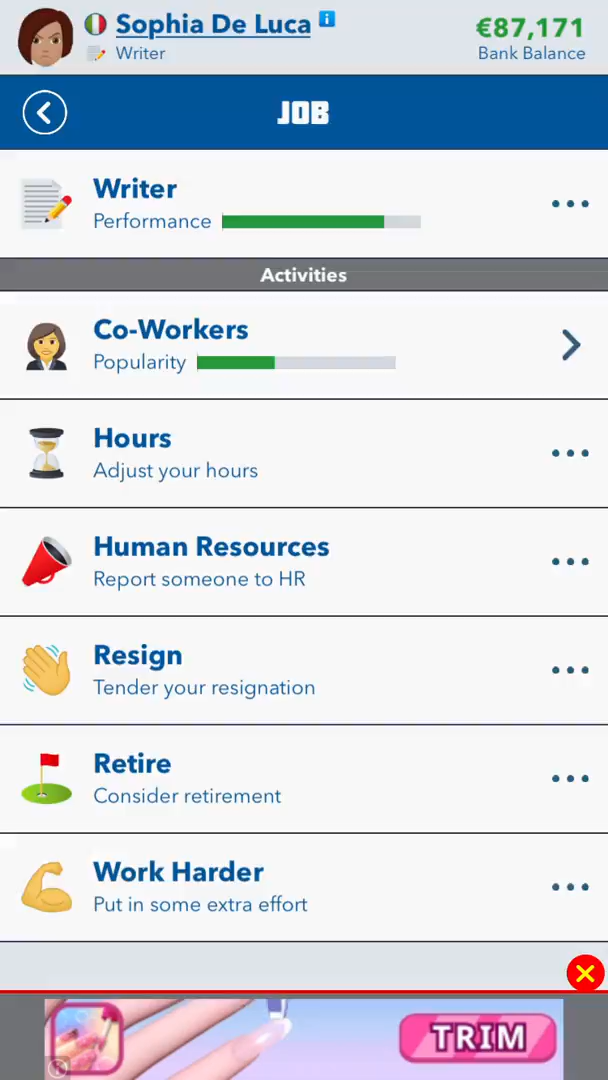 Sophia De Luca
€87,171
Writer
Bank Balance
JOB
Writer
Performance
Activities
Co-Workers
Popularity
Hours
Adjust your hours
Human Resources
Report someone to HR
Resign
Tender your resignation
Retire
Consider retirement
Work Harder
Put in some extra effort
TRIM